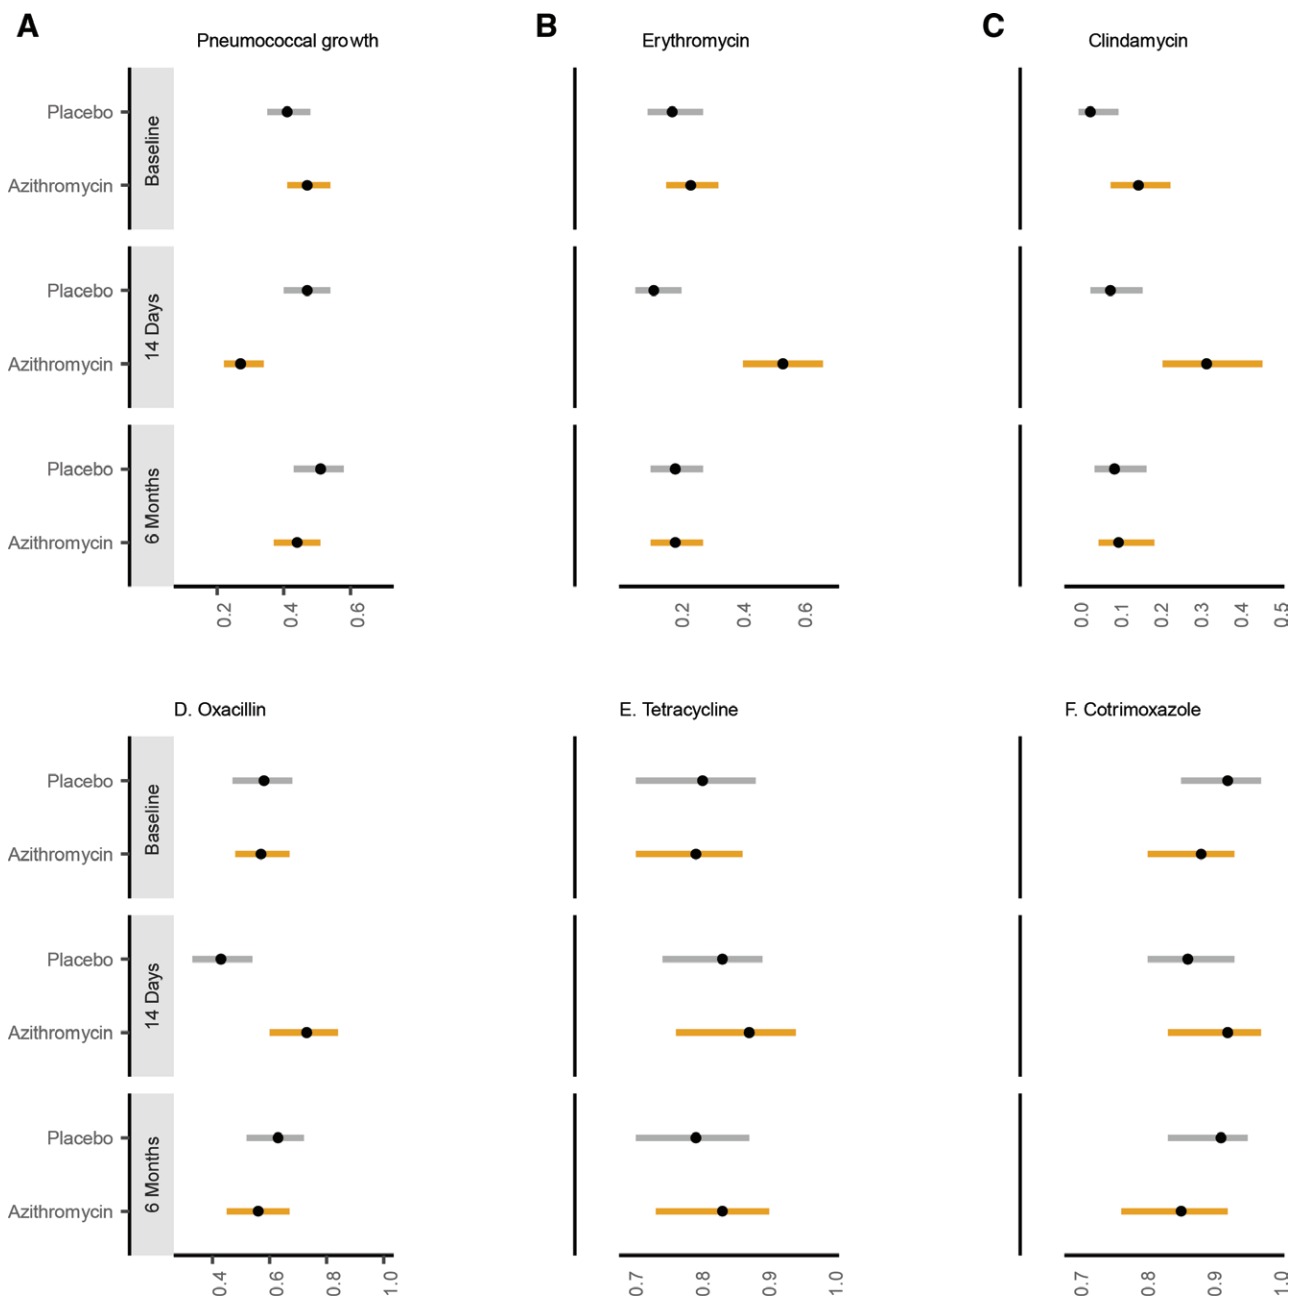 A
B
C
Pneumococcal growth
Erythromycin
Clindamycin
Placebo
Azithromycin
Baseline
Placebo
Azithromycin
14 Days
Placebo
Azithromycin
6 Months
0.2 0.4 0.6
0.2 0.4 0.6
0.0 0.1 0.2 0.3 0.4 0.5
D. Oxacillin
E. Tetracycline
F. Cotrimoxazole
Placebo
Azithromycin
Baseline
Placebo
Azithromycin
14 Days
Placebo
Azithromycin
6 Months
0.4 0.6 0.8 1.0
0.7 0.8 0.9 1.0
0.7 0.8 0.9 1.0